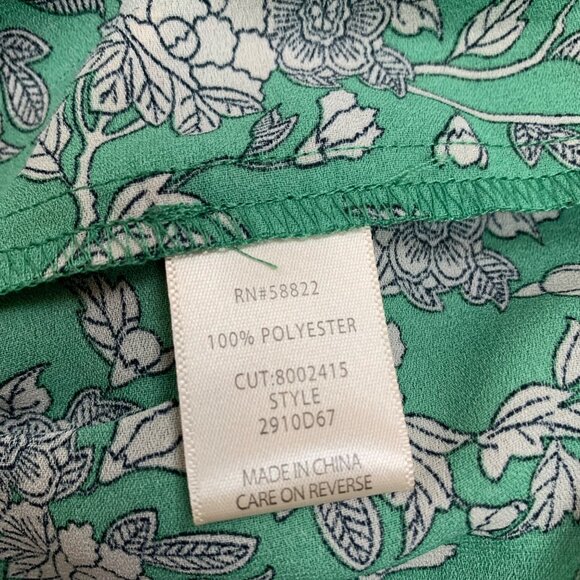 RN#58822
100% POLYESTER
CUT:8002415
STYLE
2910D67
MADE IN CHINA
CARE ON REVERSE